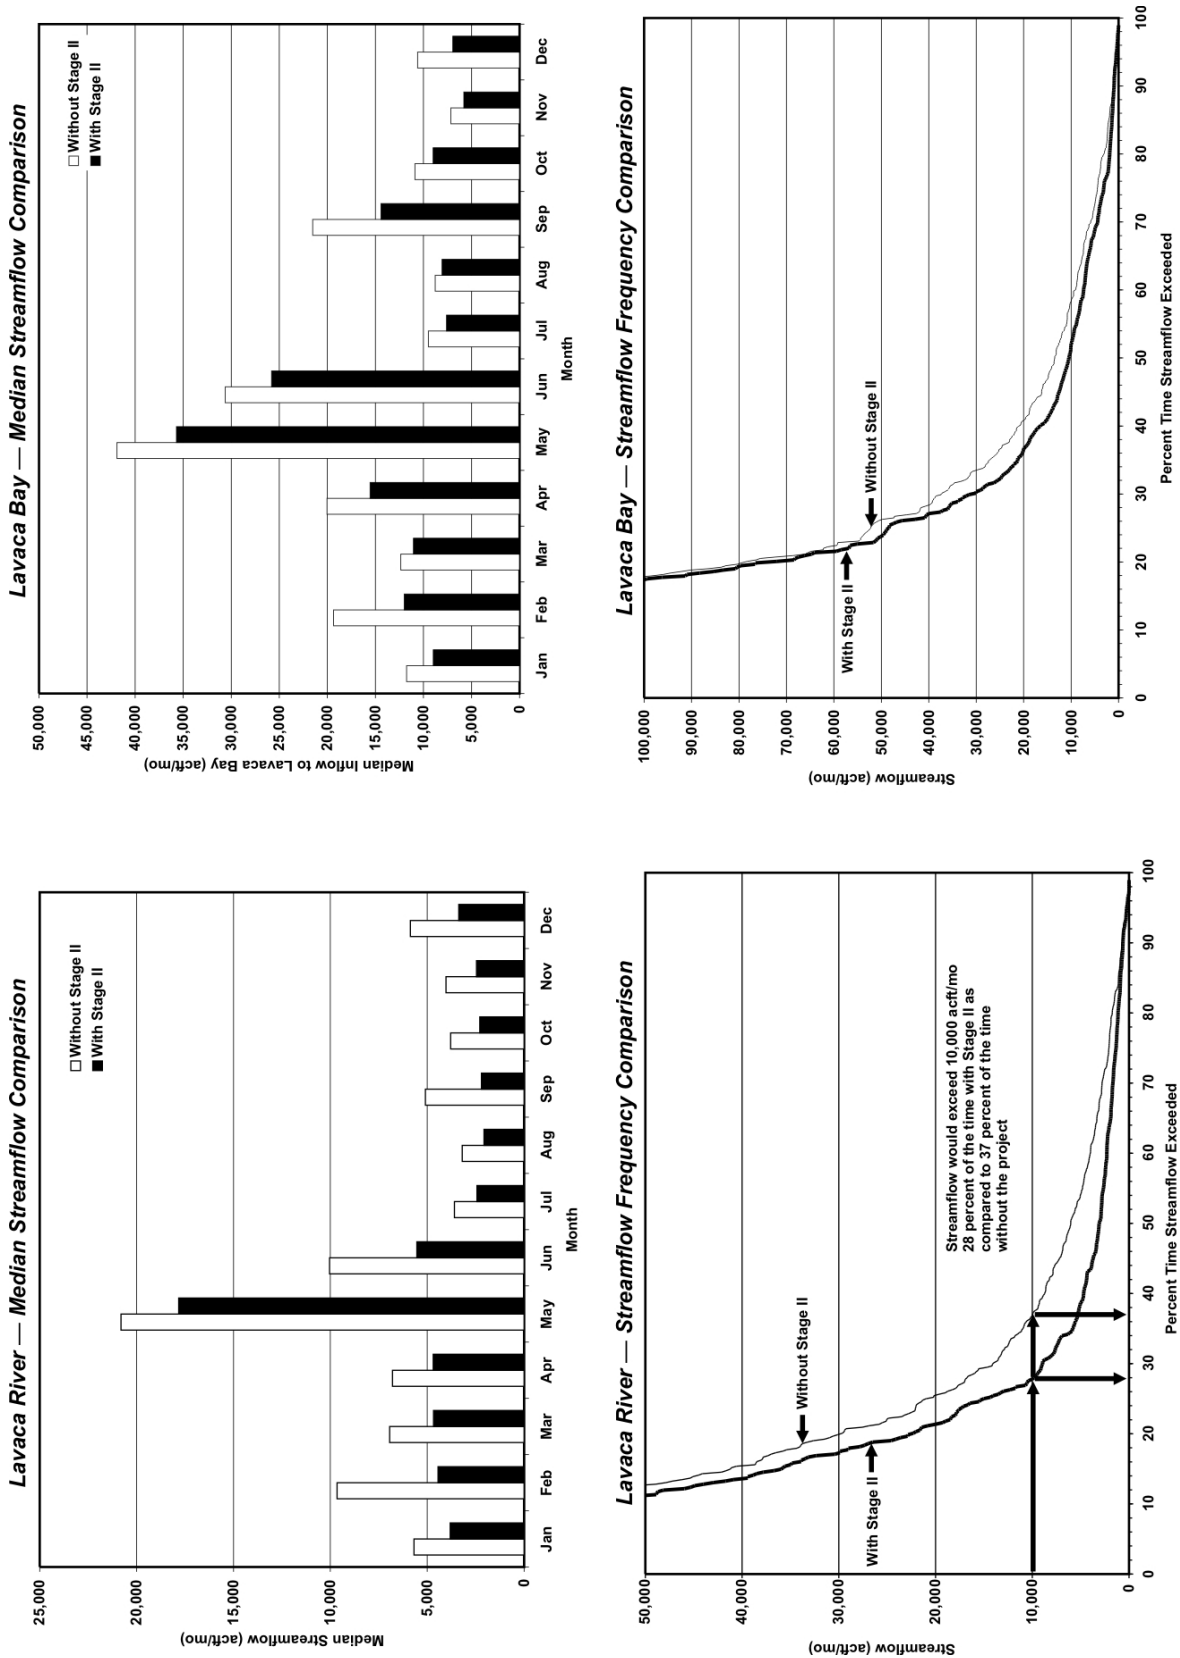 Lavaca River — Median Streamflow Comparison
25,000
20,000
15,000
10,000
5,000
0
Median Streamflow (acft/mo)
Without Stage II
With Stage II
Jan Feb Mar Apr May Jun Jul Aug Sep Oct Nov Dec
Month
Lavaca Bay — Median Streamflow Comparison
50,000
45,000
40,000
35,000
30,000
25,000
20,000
15,000
10,000
5,000
0
Median Inflow to Lavaca Bay (acft/mo)
Without Stage II
With Stage II
Jan Feb Mar Apr May Jun Jul Aug Sep Oct Nov Dec
Month
Lavaca River — Streamflow Frequency Comparison
50,000
40,000
30,000
20,000
10,000
0
Streamflow (acft/mo)
Without Stage II
With Stage II
Streamflow would exceed 10,000 acft/mo
28 percent of the time with Stage II as
compared to 37 percent of the time
without the project
0 10 20 30 40 50 60 70 80 90 100
Percent Time Streamflow Exceeded
Lavaca Bay — Streamflow Frequency Comparison
100,000
90,000
80,000
70,000
60,000
50,000
40,000
30,000
20,000
10,000
0
Streamflow (acft/mo)
With Stage II
Without Stage II
0 10 20 30 40 50 60 70 80 90 100
Percent Time Streamflow Exceeded